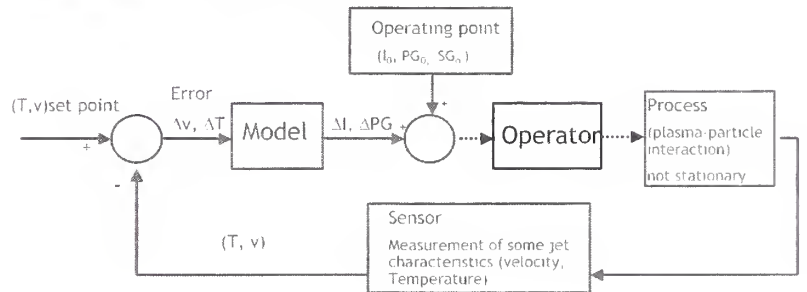 Operating point
(I₀, PG₀, SG₀)
(T,v)set point
Error
Δv, ΔT
Model
ΔI, ΔPG
+
+
+
-
Operator
Process
(plasma-particle
interaction)
not stationary
Sensor
Measurement of some jet
characteristics (velocity,
Temperature)
(T, v)